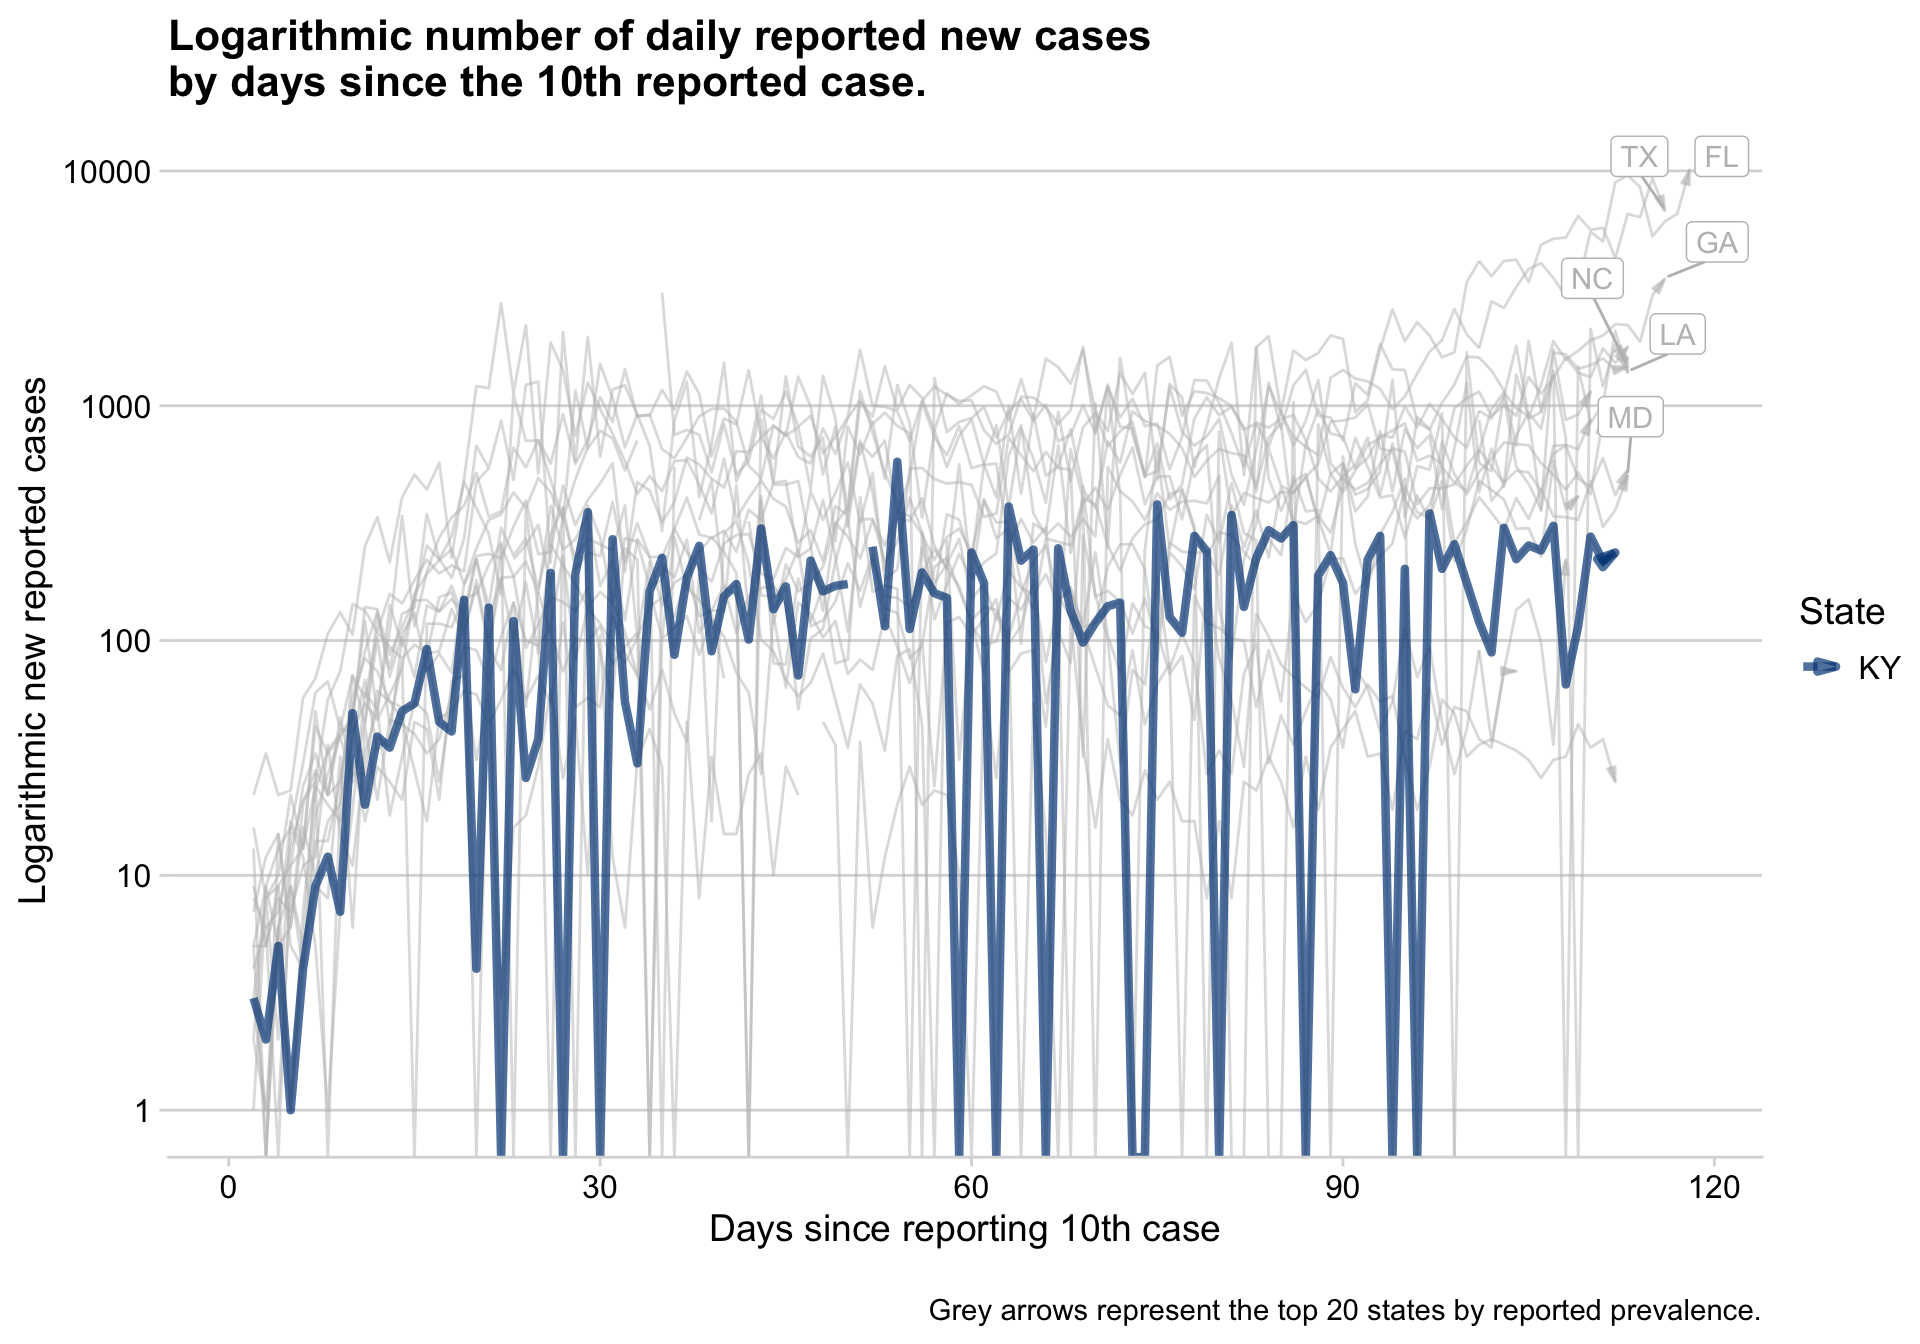 Logarithmic number of daily reported new cases
by days since the 10th reported case.
Logarithmic new reported cases
10000
1000
100
10
1
TX
FL
GA
NC
LA
MD
State
KY
0
30
60
90
120
Days since reporting 10th case
Grey arrows represent the top 20 states by reported prevalence.